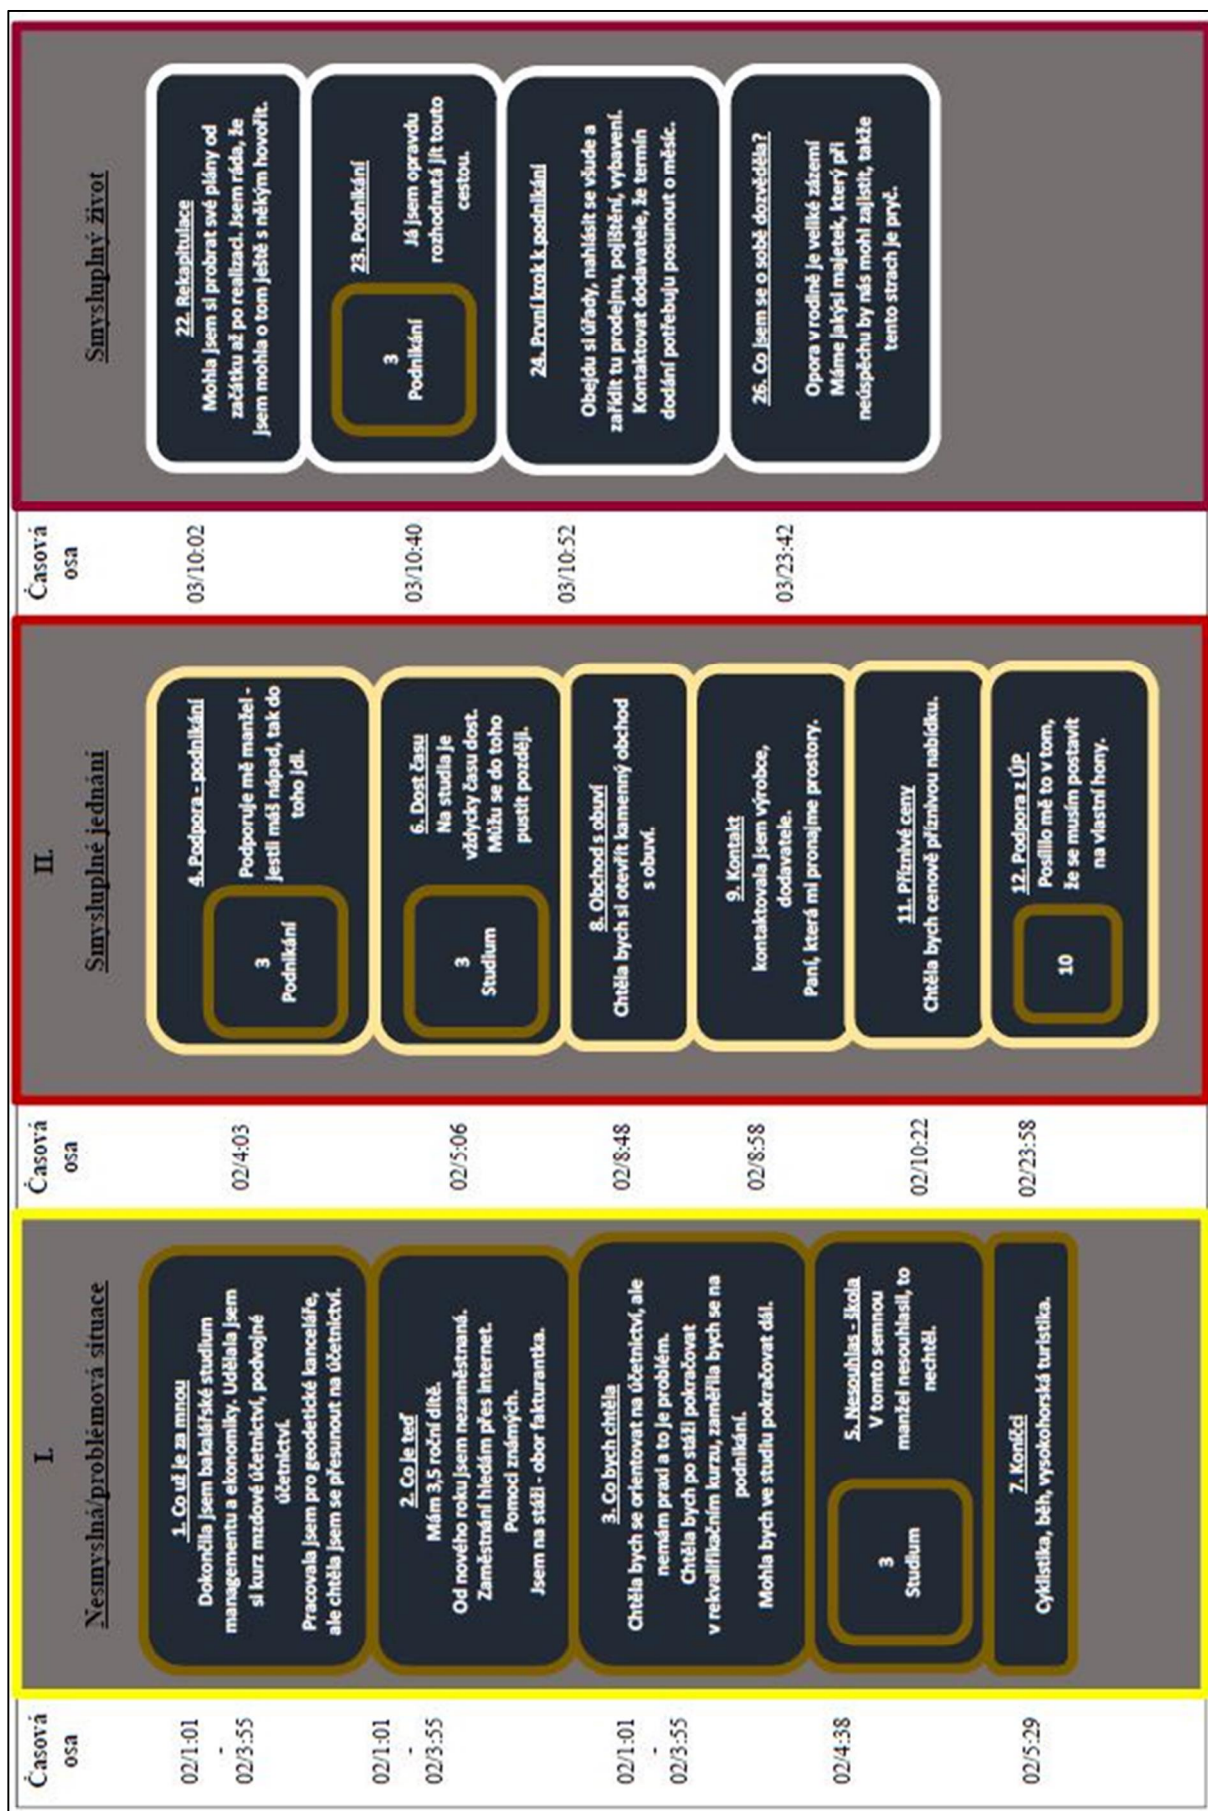 Časová
osa
02/1:01
-
02/3:55
02/1:01
-
02/3:55
02/1:01
-
02/3:55
02/4:38
02/5:29
I.
Nesmyslná/problémová situace
1. Co už je za mnou
Dokončila jsem bakalářské studium
managementu a ekonomiky. Udělala jsem
si kurz mzdové účetnictví, podvojné
účetnictví.
Pracovala jsem pro geodetické kanceláře,
ale chtěla jsem se přesunout na účetnictví.
2. Co je teď
Mám 3,5 roční dítě.
Od nového roku jsem nezaměstnaná.
Zaměstnání hledám přes internet.
Pomocí známých.
Jsem na stáži - obor fakturantka.
3. Co bych chtěla
Chtěla bych se orientovat na účetnictví, ale
nemám praxi a to je problém.
Chtěla bych po stáži pokračovat
v rekvalifikačním kurzu, zaměřila bych se na
podnikání.
Mohla bych ve studiu pokračovat dál.
3
Studium
5. Nesouhlas - škola
V tomto semnou
manžel nesouhlasil, to
nechtěl.
7. Koníčci
Cyklistika, běh, vysokohorská turistika.
Časová
osa
02/4:03
02/5:06
02/8:48
02/8:58
02/10:22
02/23:58
II.
Smysluplné jednání
3
Podnikání
4. Podpora - podnikání
Podporuje mě manžel -
jestli máš nápad, tak do
toho jdi.
3
Studium
6. Dost času
Na studia je
vždycky času dost.
Můžu se do toho
pustit později.
8. Obchod s obuví
Chtěla bych si otevřít kamenný obchod
s obuví.
9. Kontakt
kontaktovala jsem výrobce,
dodavatele.
Paní, která mi pronajme prostory.
11. Příznivé ceny
Chtěla bych cenově příznivou nabídku.
10
12. Podpora z ÚP
Posílilo mě to v tom,
že se musím postavit
na vlastní hony.
Časová
osa
03/10:02
03/10:40
03/10:52
03/23:42
Smysluplný život
22. Rekapitulace
Mohla jsem si probrat své plány od
začátku až po realizaci. Jsem ráda, že
jsem mohla o tom ještě s někým hovořit.
3
Podnikání
23. Podnikání
Já jsem opravdu
rozhodnutá jít touto
cestou.
24. První krok k podnikání
Obejdu si úřady, nahlásit se všude a
zařídit tu prodejnu, pojištění, vybavení.
Kontaktovat dodavatele, že termín
dodání potřebuju posunout o měsíc.
26. Co jsem se o sobě dozvěděla?
Opora v rodině je veliké zázemí
Máme jakýsi majetek, který při
neúspěchu by nás mohl zajistit, takže
tento strach je pryč.